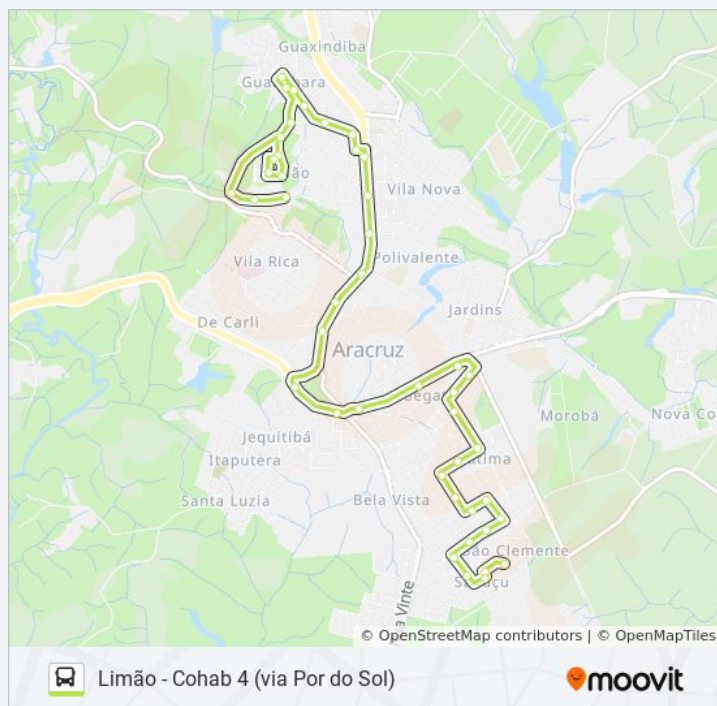 Guaxindiba
Vila Nova
Vila Rica
Polivalente
Jardins
De Carli
Aracruz
Morobá
Jequitibá
Itaputera
Bela Vista
Santa Luzia
São Clemente
© OpenStreetMap contributors | © OpenMapTiles
Limão - Cohab 4 (via Por do Sol)
moovit